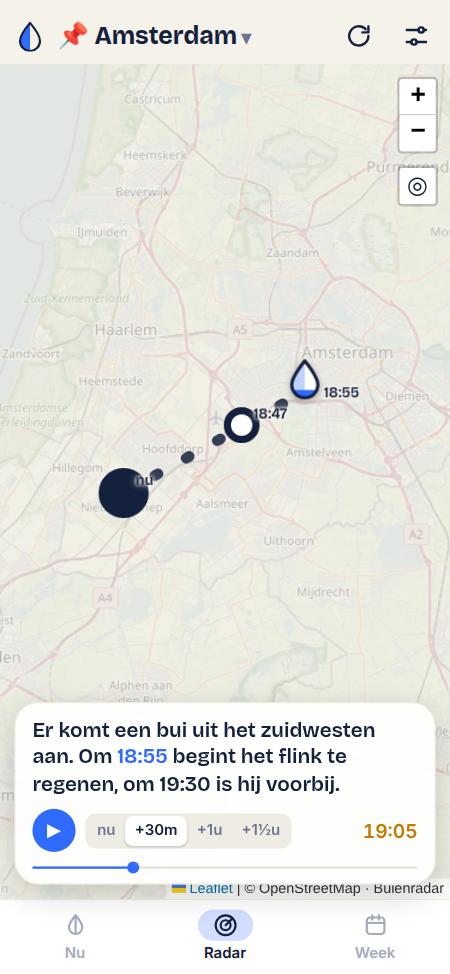 Amsterdam
+
−
Castricum
Heemskerk
Purmerend
Beverwijk
IJmuiden
Zaandam
Zuid-Kennemerland
A5
Haarlem
Zandvoort
Amsterdam
Heemstede
18:55
Diemen
18:47
Amsterdamse
Waterleidingduinen
Hoofddorp
Amstelveen
Hillegom
nu
Aalsmeer
A2
Uithoorn
A4
Mijdrecht
Alphen aan
den Rijn
Er komt een bui uit het zuidwesten
aan. Om 18:55 begint het flink te
regenen, om 19:30 is hij voorbij.
nu +30m +1u +1½u 19:05
Leaflet | © OpenStreetMap · Buienradar
Nu Radar Week